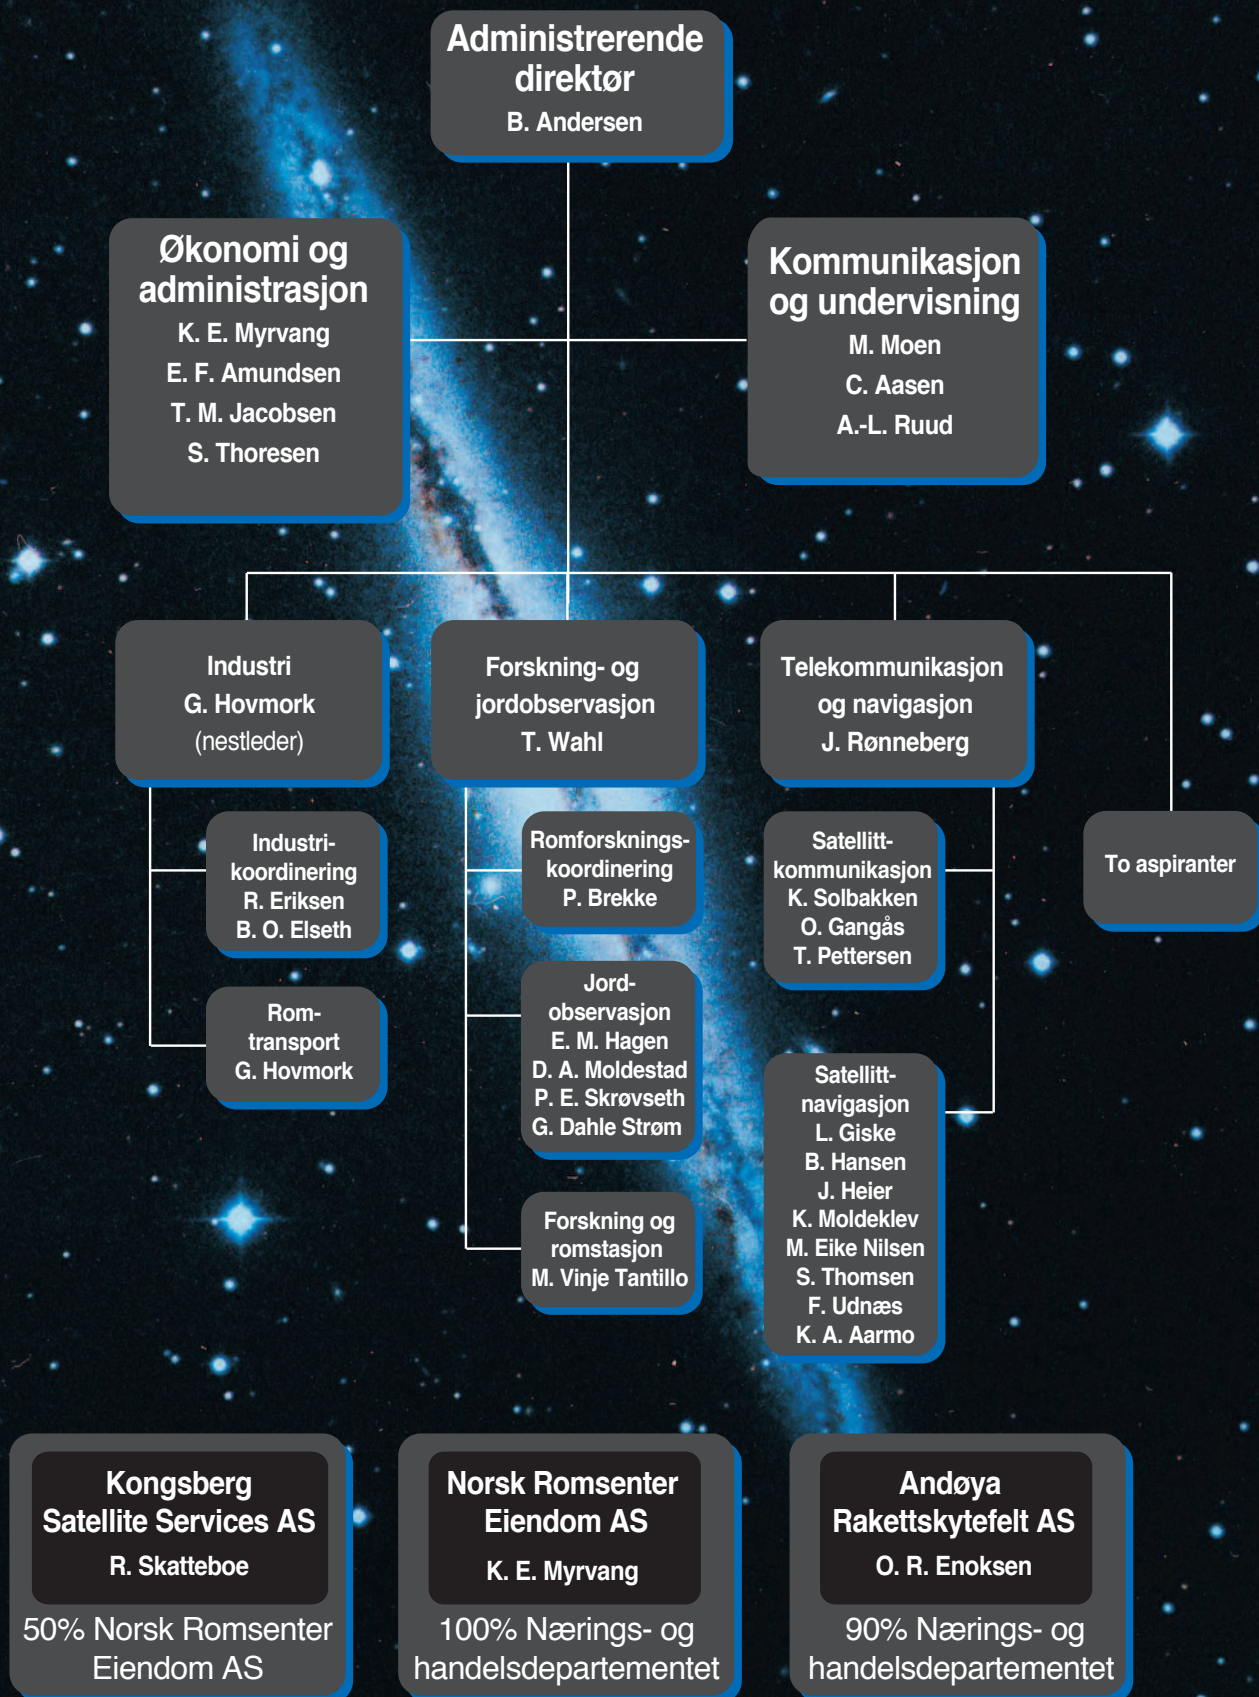 Administrerende
direktør
B. Andersen
Økonomi og
administrasjon
K. E. Myrvang
E. F. Amundsen
T. M. Jacobsen
S. Thoresen
Kommunikasjon
og undervisning
M. Moen
C. Aasen
A.-L. Ruud
Industri
G. Hovmork
(nestleder)
Forskning- og
jordobservasjon
T. Wahl
Telekommunikasjon
og navigasjon
J. Rønneberg
Industri-
koordinering
R. Eriksen
B. O. Elseth
Rom-
transport
G. Hovmork
Romforsknings-
koordinering
P. Brekke
Jord-
observasjon
E. M. Hagen
D. A. Moldestad
P. E. Skrøvseth
G. Dahle Strøm
Forskning og
romstasjon
M. Vinje Tantillo
Satellitt-
kommunikasjon
K. Solbakken
O. Gangås
T. Pettersen
Satellitt-
navigasjon
L. Giske
B. Hansen
J. Heier
K. Moldeklev
M. Eike Nilsen
S. Thomsen
F. Udnæs
K. A. Aarmo
To aspiranter
Kongsberg
Satellite Services AS
R. Skatteboe
50% Norsk Romsenter
Eiendom AS
Norsk Romsenter
Eiendom AS
K. E. Myrvang
100% Nærings- og
handelsdepartementet
Andøya
Rakettskytefelt AS
O. R. Enoksen
90% Nærings- og
handelsdepartementet